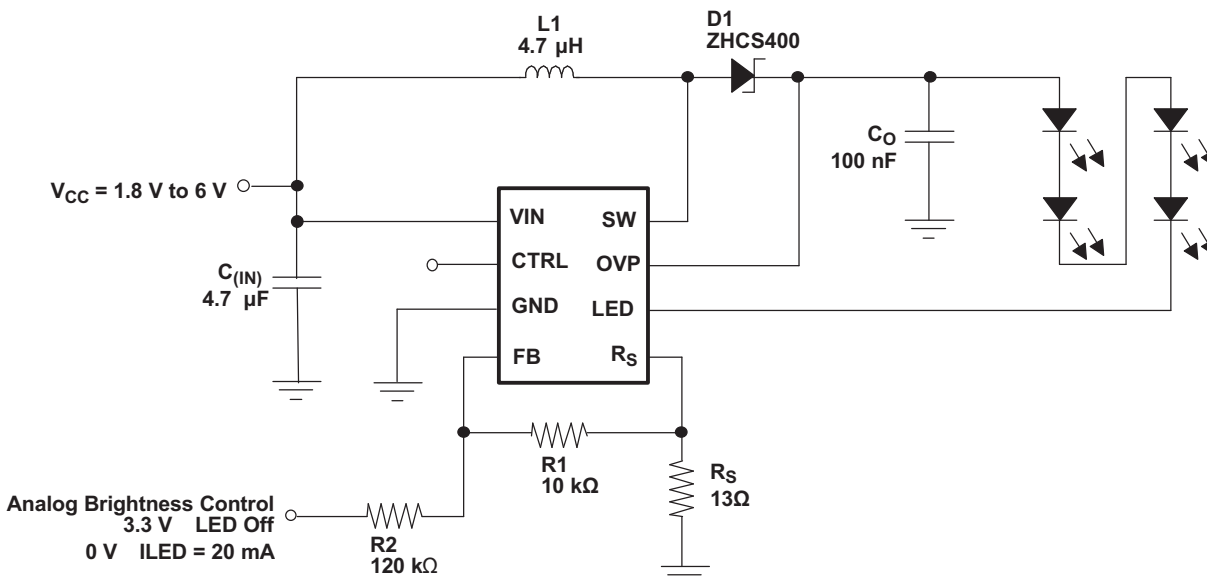 L1
4.7 µH
D1
ZHCS400
C_O
100 nF
V_CC = 1.8 V to 6 V
C_(IN)
4.7 µF
VIN
CTRL
GND
FB
SW
OVP
LED
R_S
R1
10 kΩ
R_S
13Ω
Analog Brightness Control
3.3 V LED Off
0 V ILED = 20 mA
R2
120 kΩ